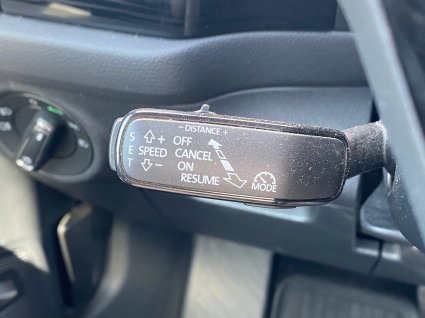 - DISTANCE +
S + OFF
E SPEED CANCEL
T - ON
RESUME
MODE